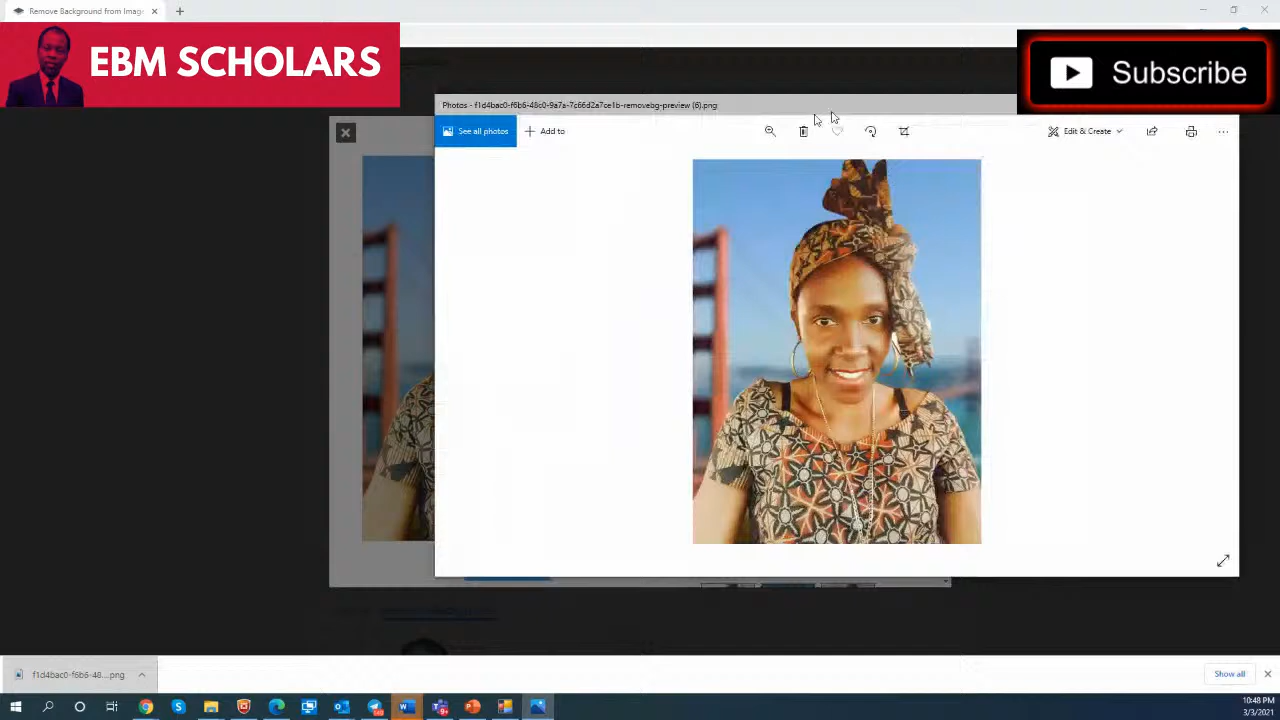 Remove Background from Image
EBM SCHOLARS
Subscribe
Photos - f1d4bac0-f6b6-48c0-9a7a-7c66d2a7ce1b-removebg-preview (6).png
See all photos
Add to
Edit & Create
f1d4bac0-f6b6-48....png
Show all
10:48 PM
3/3/2021